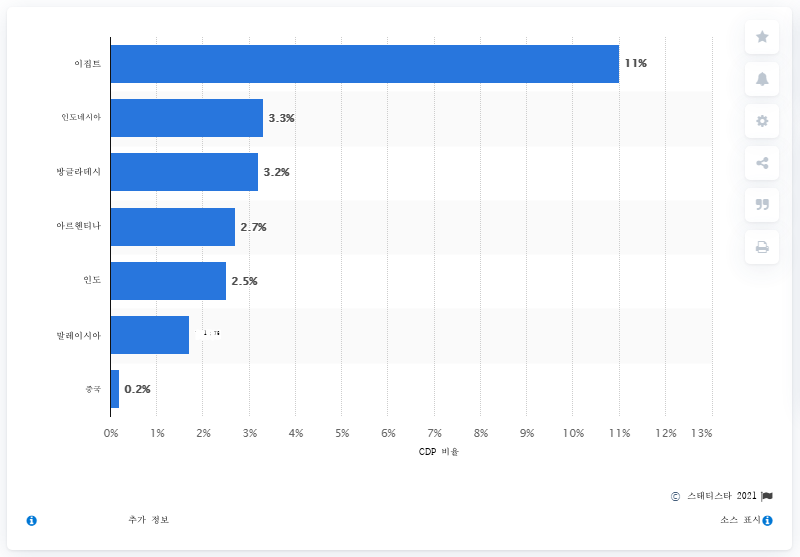 이집트 11%
인도네시아 3.3%
방글라데시 3.2%
아르헨티나 2.7%
인도 2.5%
말레이시아
중국 0.2%
0% 1% 2% 3% 4% 5% 6% 7% 8% 9% 10% 11% 12% 13%
CDP 비율
© 스태티스타 2021
추가 정보 소스 표시